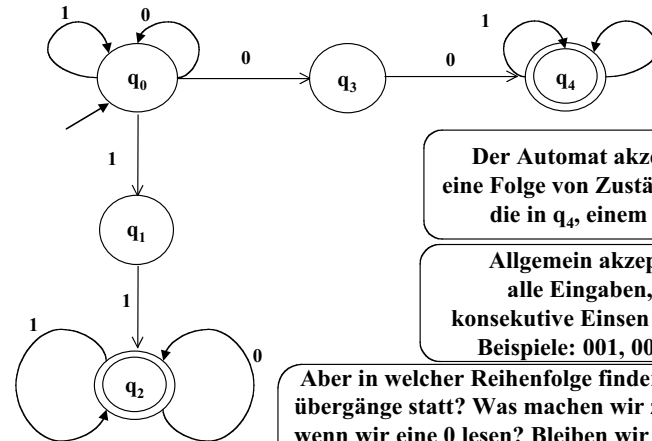 1 0
q0 0 q3 0 1 q4
1
q1
1
1 q2 0
Der Automat akze
eine Folge von Zustä
die in q4, einem
Allgemein akzep
alle Eingaben,
konsekutive Einsen
Beispiele: 001, 00
Aber in welcher Reihenfolge finde
übergänge statt? Was machen wir
wenn wir eine 0 lesen? Bleiben wir